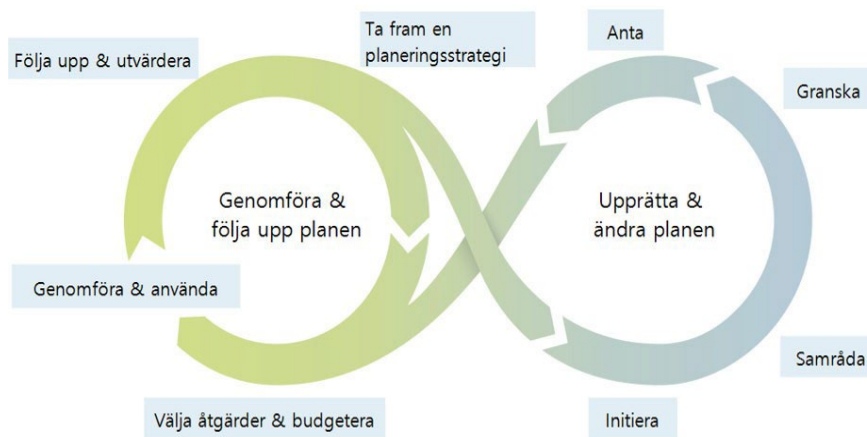 Ta fram en
planeringsstrategi
Anta
Följa upp & utvärdera
Granska
Genomföra &
följa upp planen
Upprätta &
ändra planen
Genomföra & använda
Samråda
Välja åtgärder & budgetera
Initiera